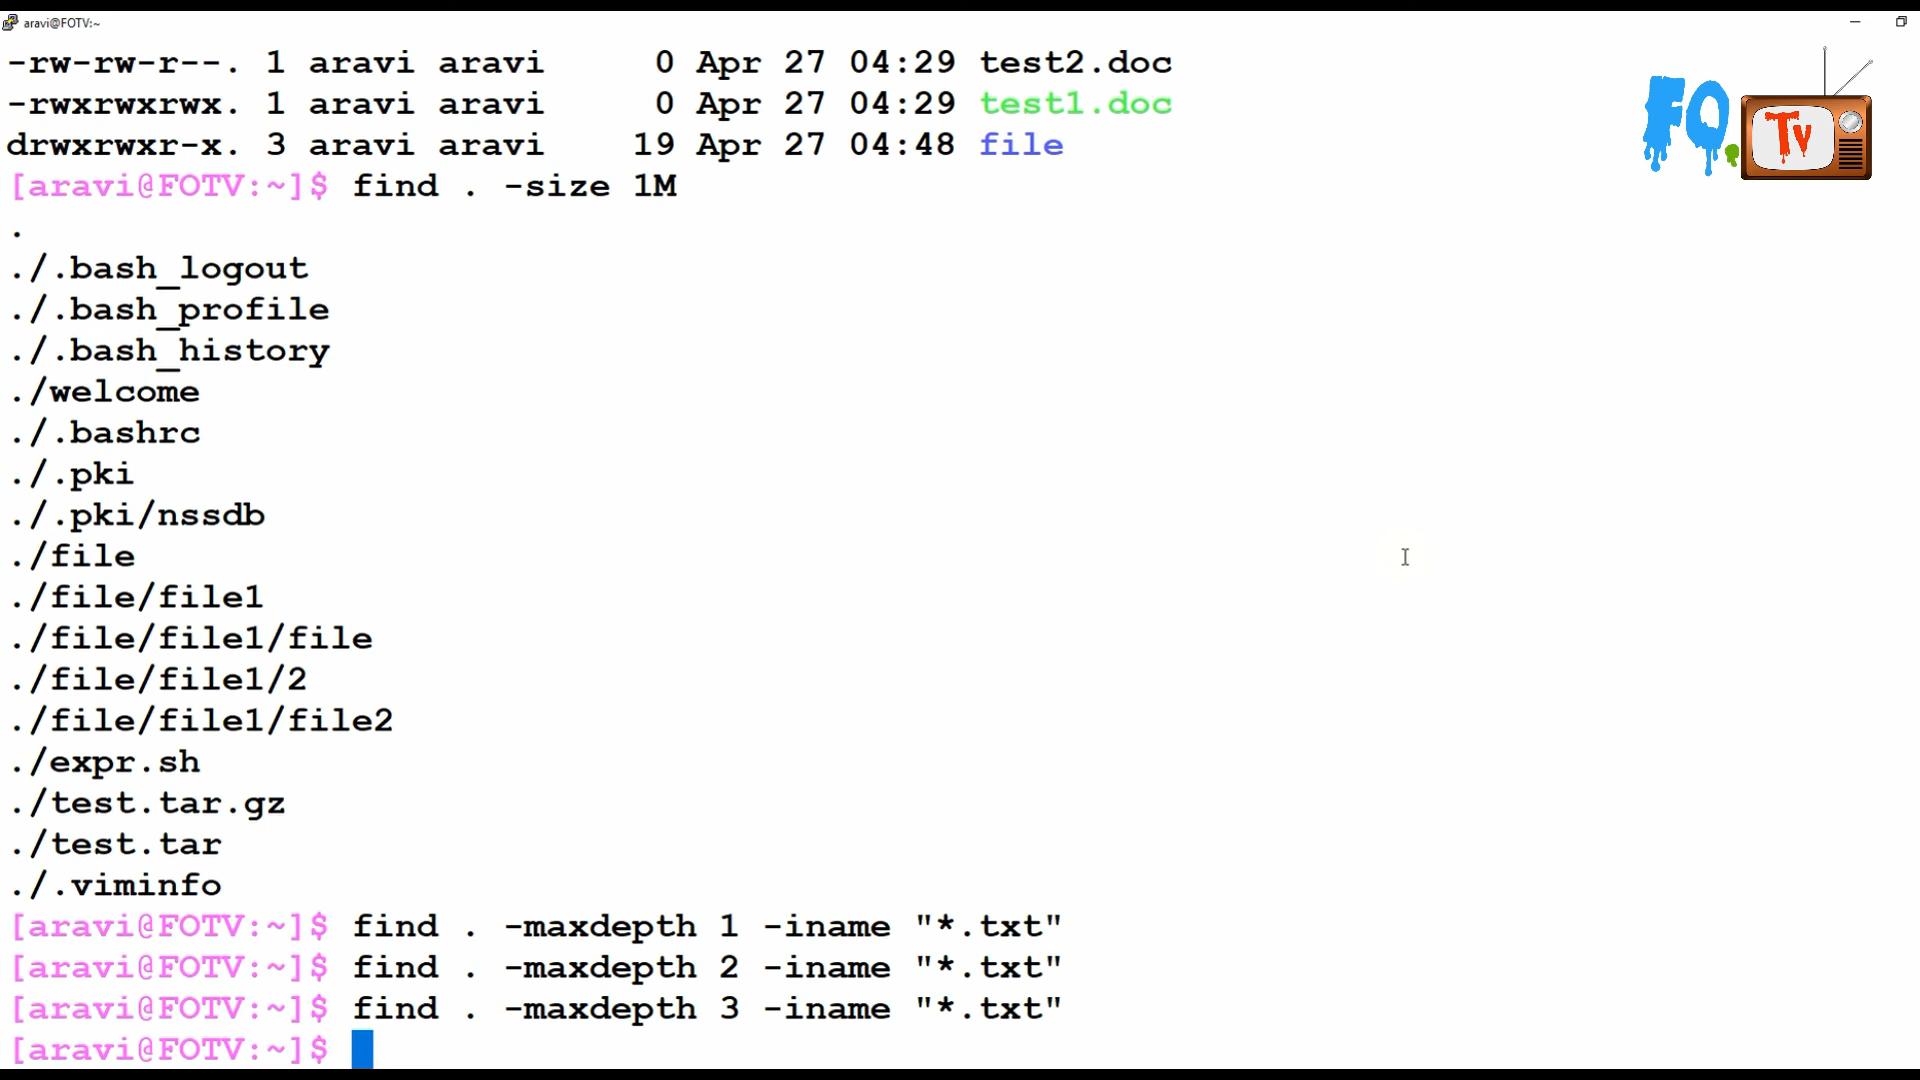 aravi@FOTV:~
-rw-rw-r--. 1 aravi aravi     0 Apr 27 04:29 test2.doc
-rwxrwxrwx. 1 aravi aravi     0 Apr 27 04:29 test1.doc
drwxrwxr-x. 3 aravi aravi    19 Apr 27 04:48 file
[aravi@FOTV:~]$ find . -size 1M
.
./.bash_logout
./.bash_profile
./.bash_history
./welcome
./.bashrc
./.pki
./.pki/nssdb
./file
./file/file1
./file/file1/file
./file/file1/2
./file/file1/file2
./expr.sh
./test.tar.gz
./test.tar
./.viminfo
[aravi@FOTV:~]$ find . -maxdepth 1 -iname "*.txt"
[aravi@FOTV:~]$ find . -maxdepth 2 -iname "*.txt"
[aravi@FOTV:~]$ find . -maxdepth 3 -iname "*.txt"
[aravi@FOTV:~]$
FO.
Tv